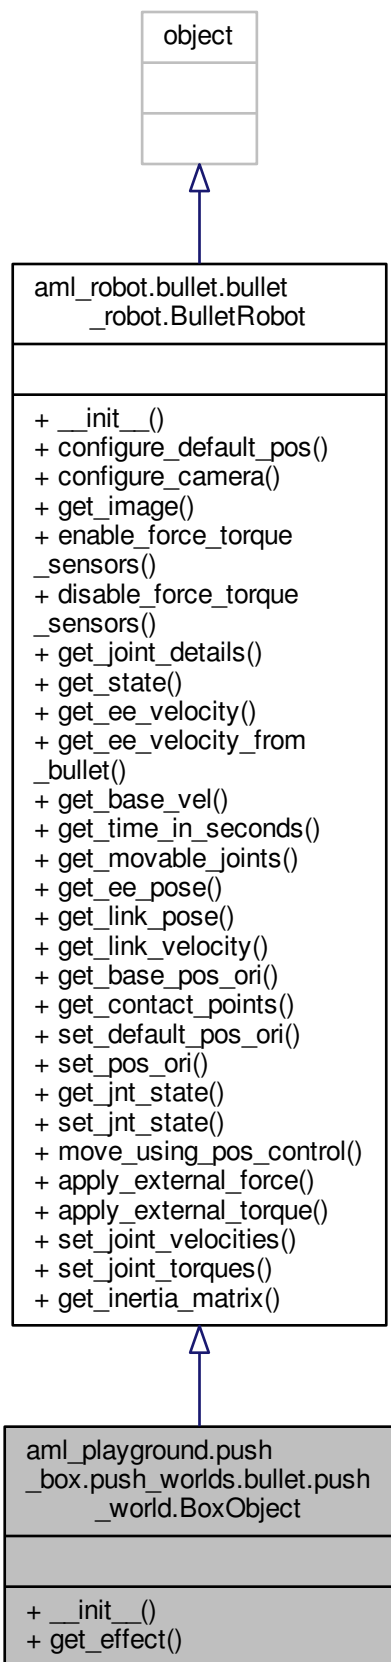 object
aml_robot.bullet.bullet
_robot.BulletRobot
+ __init__()
+ configure_default_pos()
+ configure_camera()
+ get_image()
+ enable_force_torque
_sensors()
+ disable_force_torque
_sensors()
+ get_joint_details()
+ get_state()
+ get_ee_velocity()
+ get_ee_velocity_from
_bullet()
+ get_base_vel()
+ get_time_in_seconds()
+ get_movable_joints()
+ get_ee_pose()
+ get_link_pose()
+ get_link_velocity()
+ get_base_pos_ori()
+ get_contact_points()
+ set_default_pos_ori()
+ set_pos_ori()
+ get_jnt_state()
+ set_jnt_state()
+ move_using_pos_control()
+ apply_external_force()
+ apply_external_torque()
+ set_joint_velocities()
+ set_joint_torques()
+ get_inertia_matrix()
aml_playground.push
_box.push_worlds.bullet.push
_world.BoxObject
+ __init__()
+ get_effect()